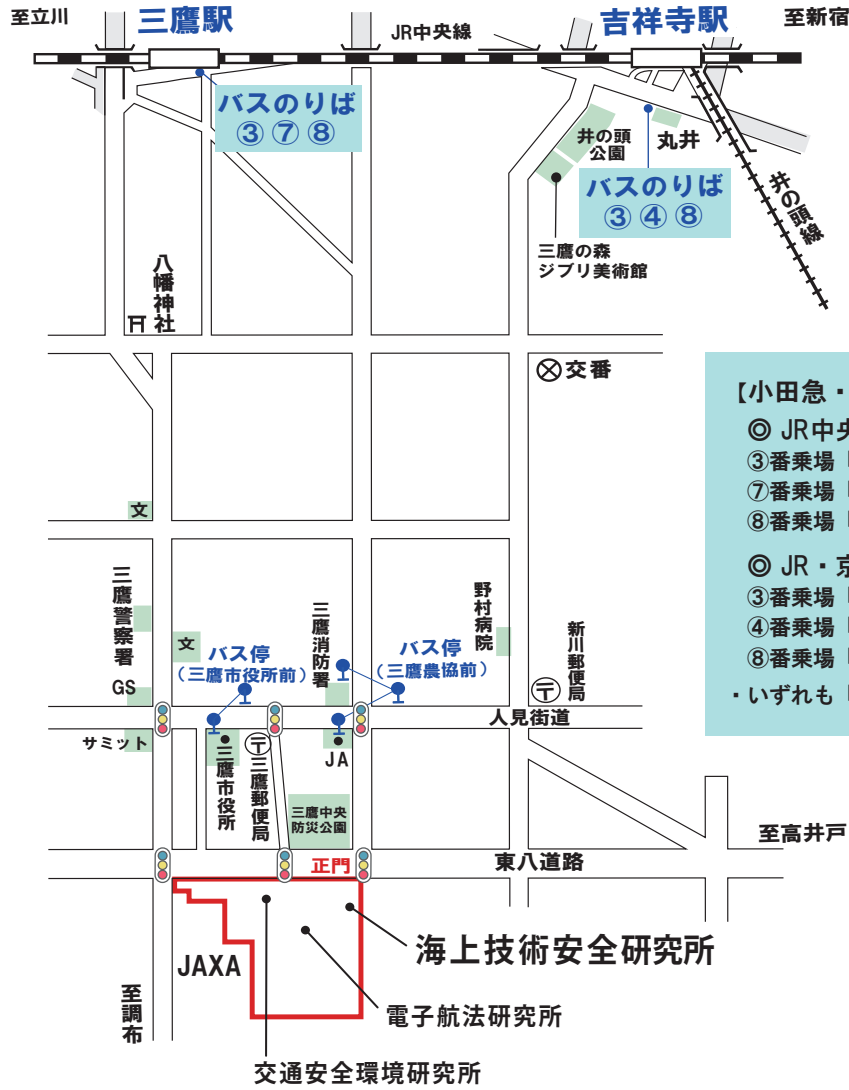 至立川
三鷹駅
JR中央線
吉祥寺駅
至新宿
バスのりば
③⑦⑧
井の頭
公園
丸井
バスのりば
③④⑧
井の頭線
三鷹の森
ジブリ美術館
八幡神社
交番
【小田急・
◎ JR中央
③番乗場「
⑦番乗場「
⑧番乗場「
◎ JR・京
③番乗場「
④番乗場「
⑧番乗場「
・いずれも「
文
三鷹警察署
文
三鷹消防署
野村病院
新川郵便局
バス停
(三鷹市役所前)
バス停
(三鷹農協前)
GS
〒
人見街道
サミット
三鷹市役所
〒
三鷹郵便局
JA
三鷹中央
防災公園
至高井戸
正門
東八道路
海上技術安全研究所
JAXA
至調布
電子航法研究所
交通安全環境研究所